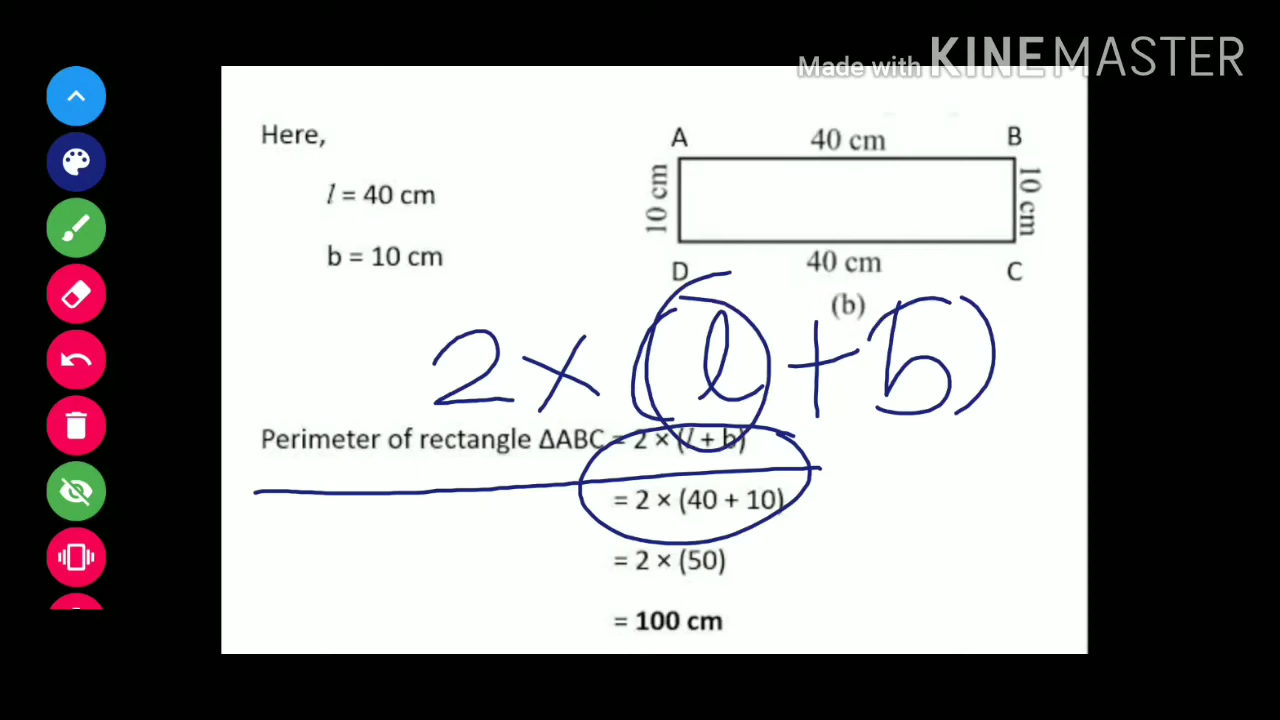 Made with KINEMASTER
Here,
l = 40 cm
b = 10 cm
A 40 cm B
10 cm
10 cm
D 40 cm C
(b)
2 × (l + b)
Perimeter of rectangle ΔABC = 2 × (l + b)
= 2 × (40 + 10)
= 2 × (50)
= 100 cm